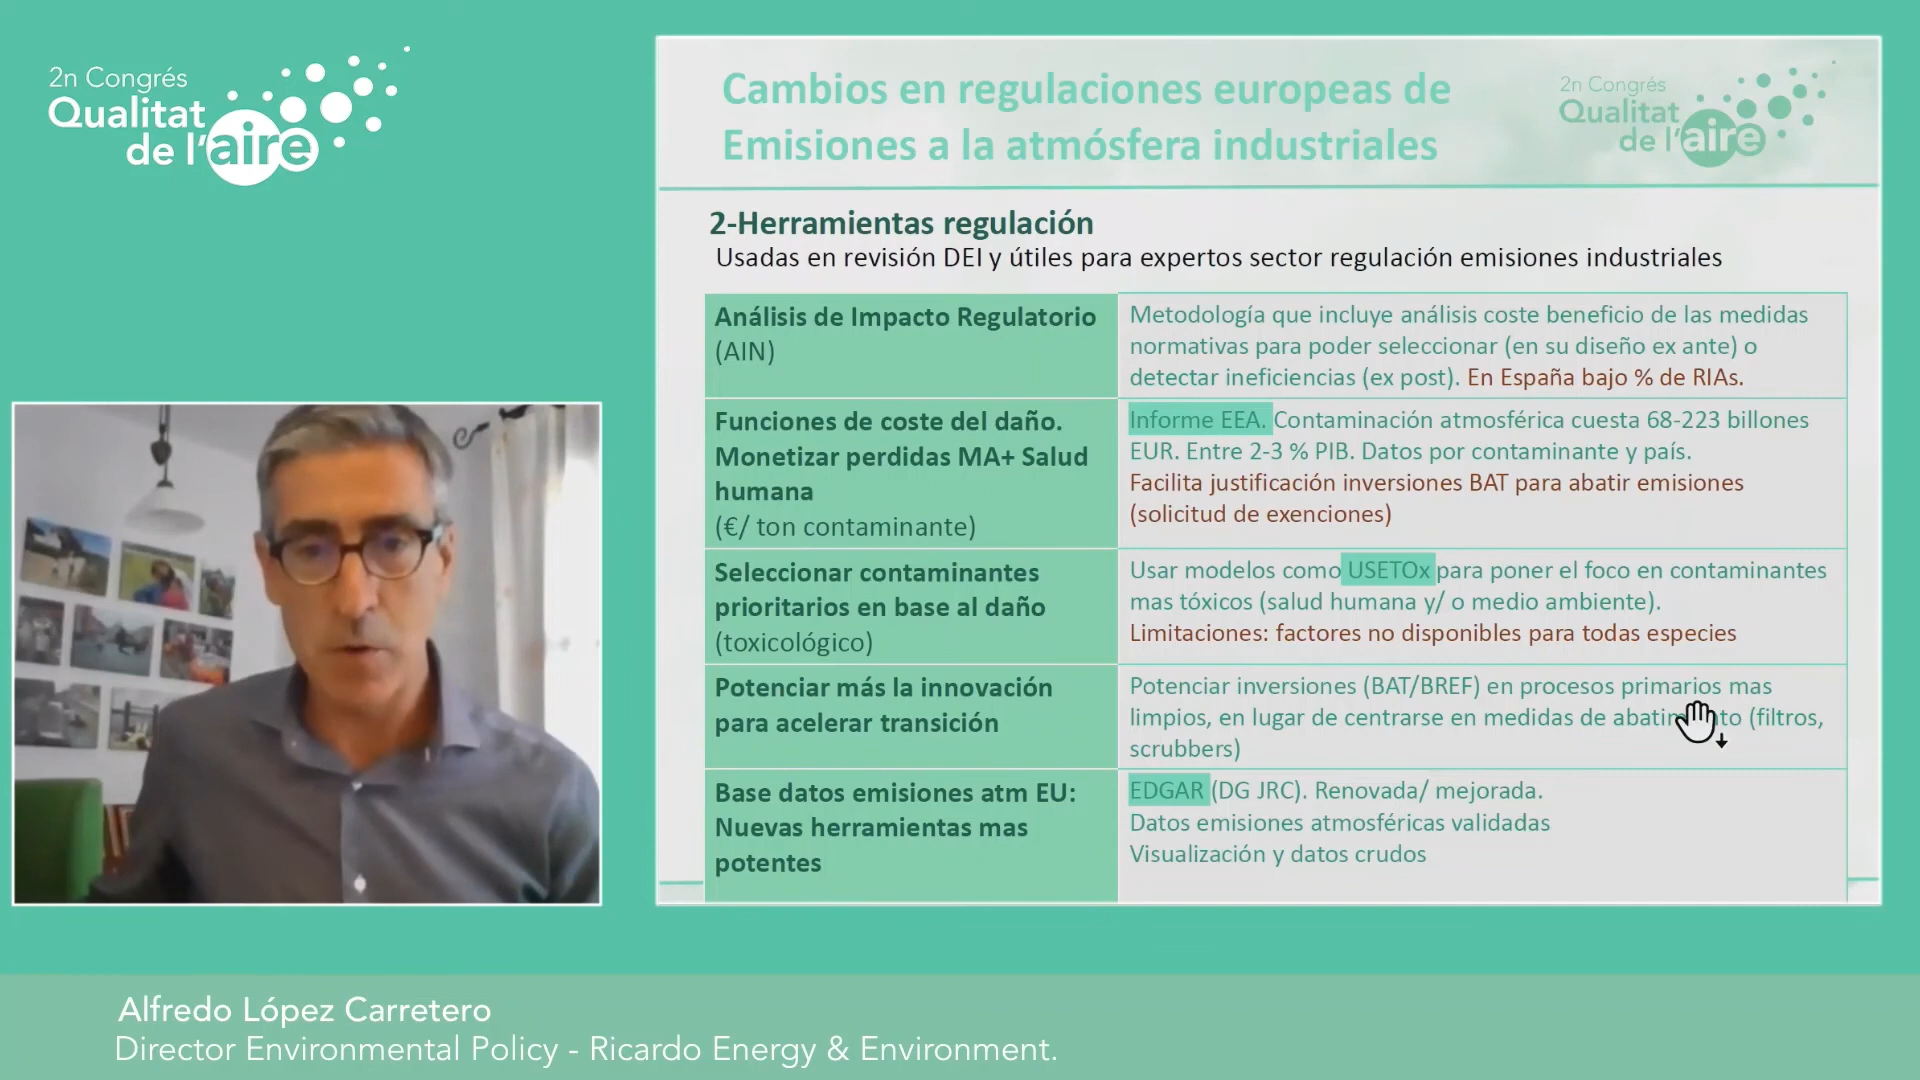 2n Congrés
Qualitat
de l'aire
Cambios en regulaciones europeas de
Emisiones a la atmósfera industriales
2n Congrés
Qualitat
de l'aire
2-Herramientas regulación
Usadas en revisión DEI y útiles para expertos sector regulación emisiones industriales
Análisis de Impacto Regulatorio
(AIN)
Metodología que incluye análisis coste beneficio de las medidas
normativas para poder seleccionar (en su diseño ex ante) o
detectar ineficiencias (ex post). En España bajo % de RIAs.
Funciones de coste del daño.
Monetizar perdidas MA+ Salud
humana
(€/ ton contaminante)
Informe EEA. Contaminación atmosférica cuesta 68-223 billones
EUR. Entre 2-3 % PIB. Datos por contaminante y país.
Facilita justificación inversiones BAT para abatir emisiones
(solicitud de exenciones)
Seleccionar contaminantes
prioritarios en base al daño
(toxicológico)
Usar modelos como USETOx para poner el foco en contaminantes
mas tóxicos (salud humana y/ o medio ambiente).
Limitaciones: factores no disponibles para todas especies
Potenciar más la innovación
para acelerar transición
Potenciar inversiones (BAT/BREF) en procesos primarios mas
limpios, en lugar de centrarse en medidas de abatimiento (filtros,
scrubbers)
Base datos emisiones atm EU:
Nuevas herramientas mas
potentes
EDGAR (DG JRC). Renovada/ mejorada.
Datos emisiones atmosféricas validadas
Visualización y datos crudos
Alfredo López Carretero
Director Environmental Policy - Ricardo Energy & Environment.